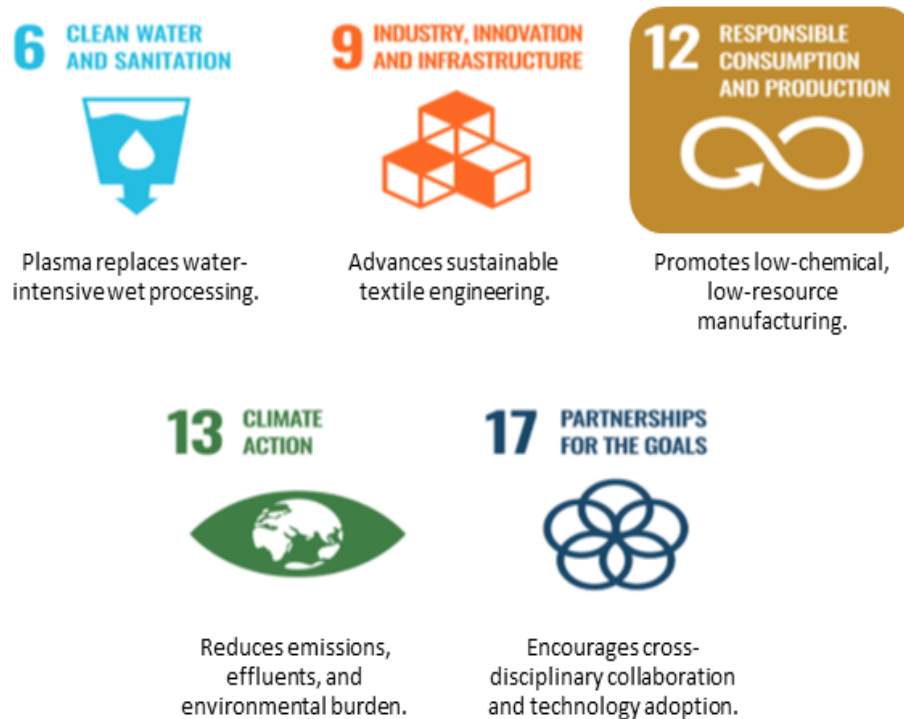 6 CLEAN WATER
AND SANITATION
Plasma replaces water-
intensive wet processing.
9 INDUSTRY, INNOVATION
AND INFRASTRUCTURE
Advances sustainable
textile engineering.
12 RESPONSIBLE
CONSUMPTION
AND PRODUCTION
Promotes low-chemical,
low-resource
manufacturing.
13 CLIMATE
ACTION
Reduces emissions,
effluents, and
environmental burden.
17 PARTNERSHIPS
FOR THE GOALS
Encourages cross-
disciplinary collaboration
and technology adoption.